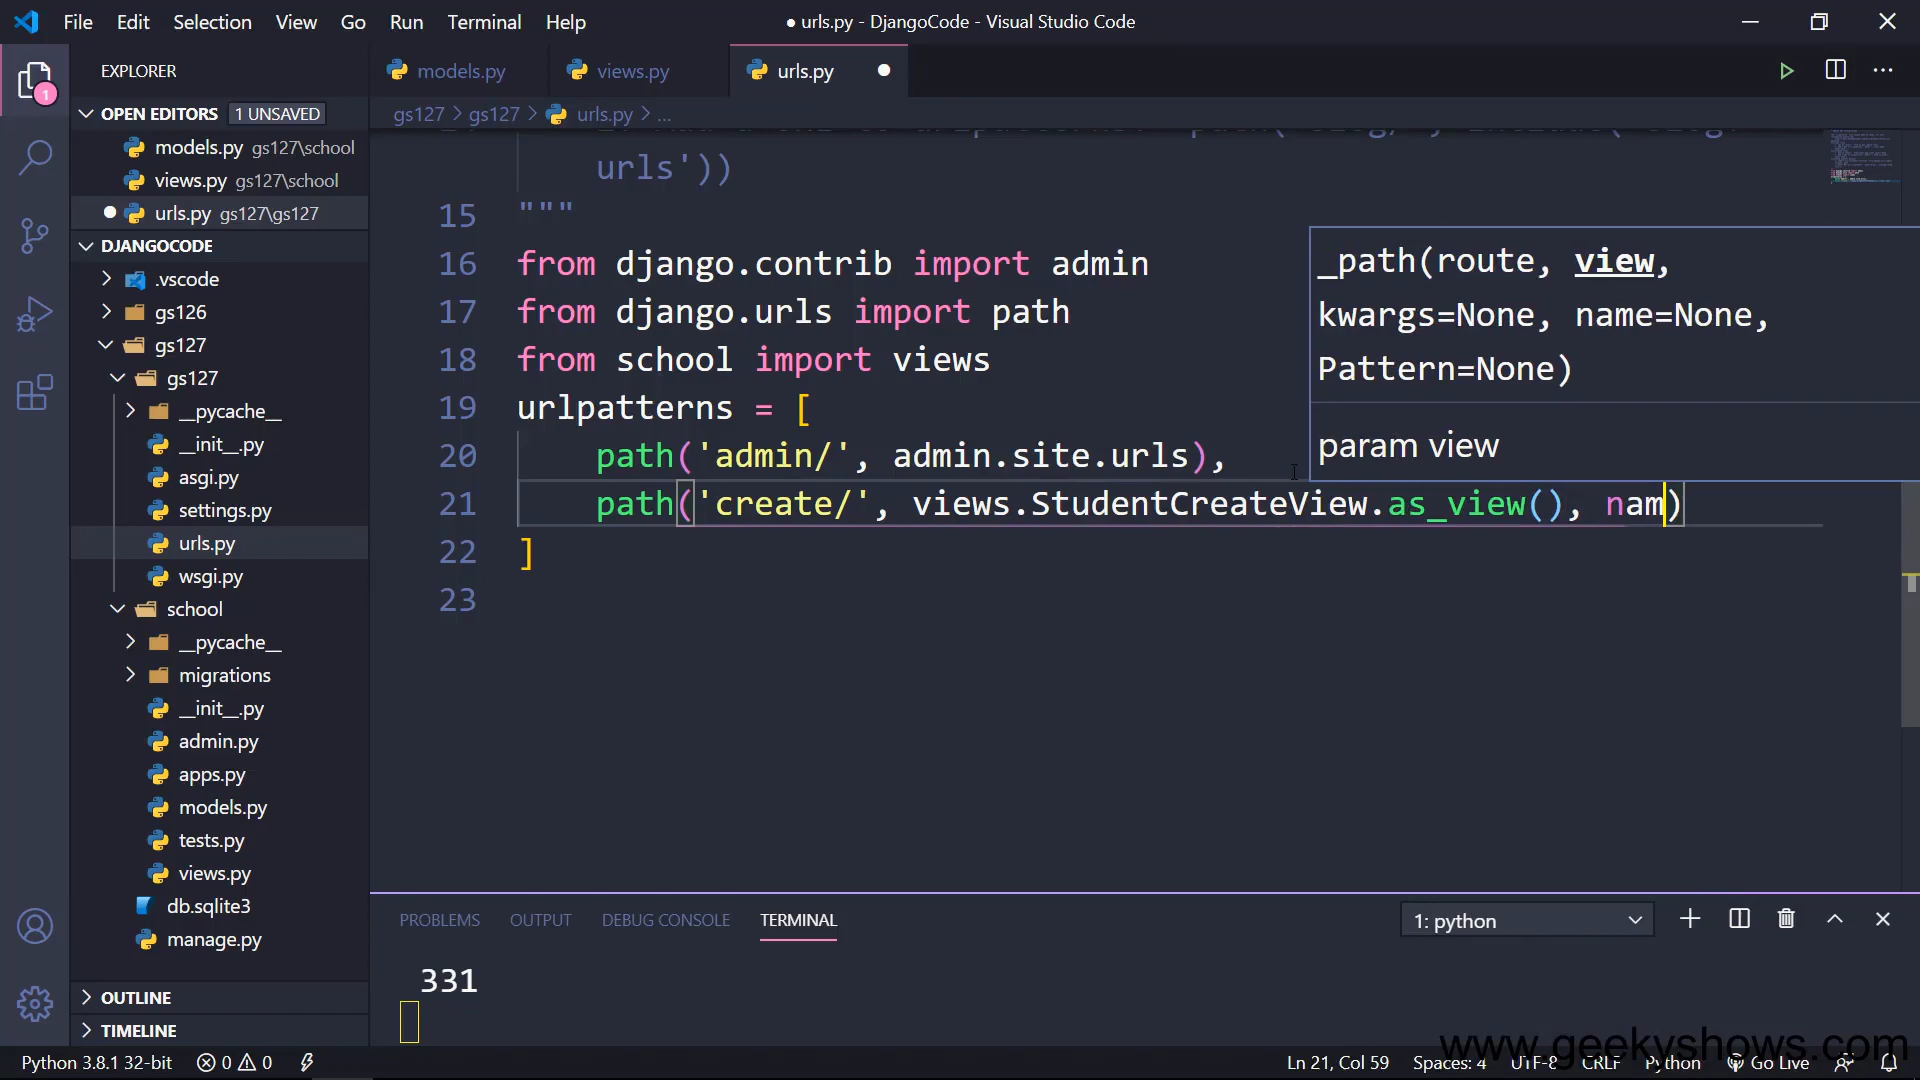 File Edit Selection View Go Run Terminal Help
● urls.py - DjangoCode - Visual Studio Code
EXPLORER
models.py
views.py
urls.py
1
OPEN EDITORS 1 UNSAVED
models.py gs127\school
views.py gs127\school
urls.py gs127\gs127
DJANGOCODE
.vscode
gs126
gs127
gs127
__pycache__
__init__.py
asgi.py
settings.py
urls.py
wsgi.py
school
__pycache__
migrations
__init__.py
admin.py
apps.py
models.py
tests.py
views.py
db.sqlite3
manage.py
OUTLINE
TIMELINE
gs127 > gs127 > urls.py > ...
urls'))
15 """
16 from django.contrib import admin
17 from django.urls import path
18 from school import views
19 urlpatterns = [
20 path('admin/', admin.site.urls),
21 path('create/', views.StudentCreateView.as_view(), nam)
22 ]
23
_path(route, view,
kwargs=None, name=None,
Pattern=None)
param view
PROBLEMS OUTPUT DEBUG CONSOLE TERMINAL
1: python
331
www.geekyshows.com
Python 3.8.1 32-bit 0 0
Ln 21, Col 59 Spaces: 4 UTF-8 CRLF Python Go Live